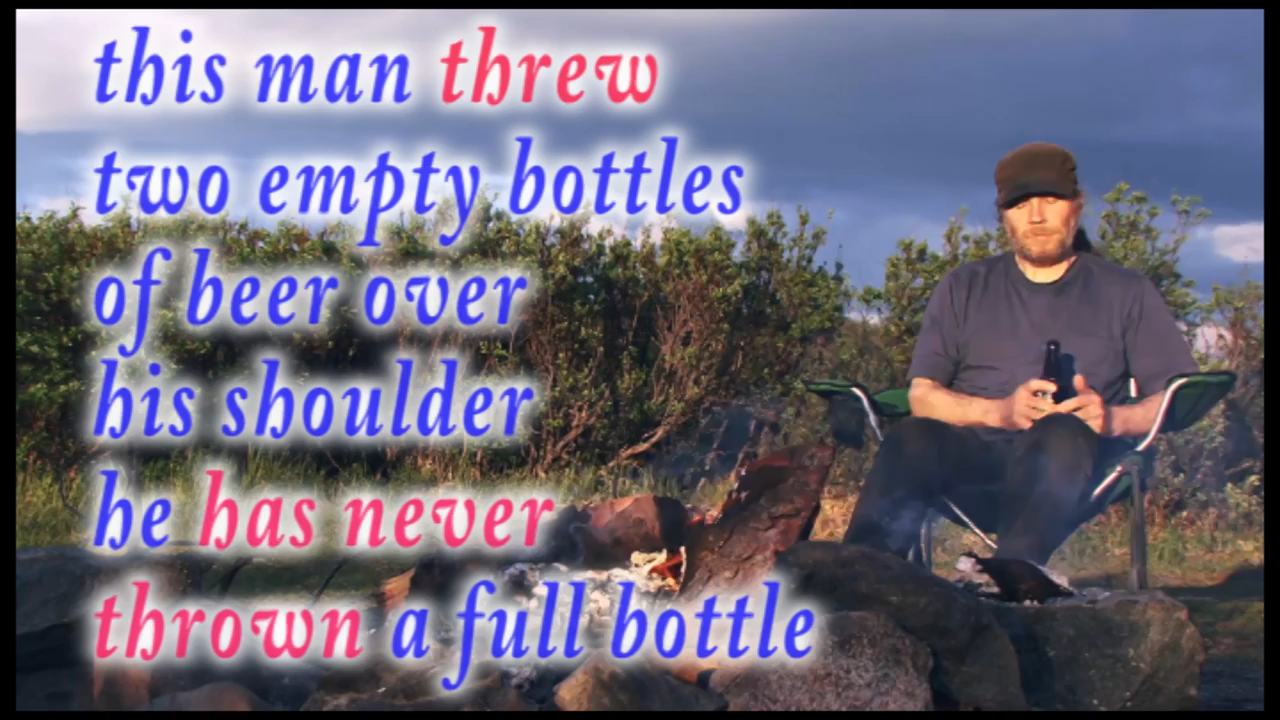 this man threw
two empty bottles
of beer over
his shoulder
he has never
thrown a full bottle